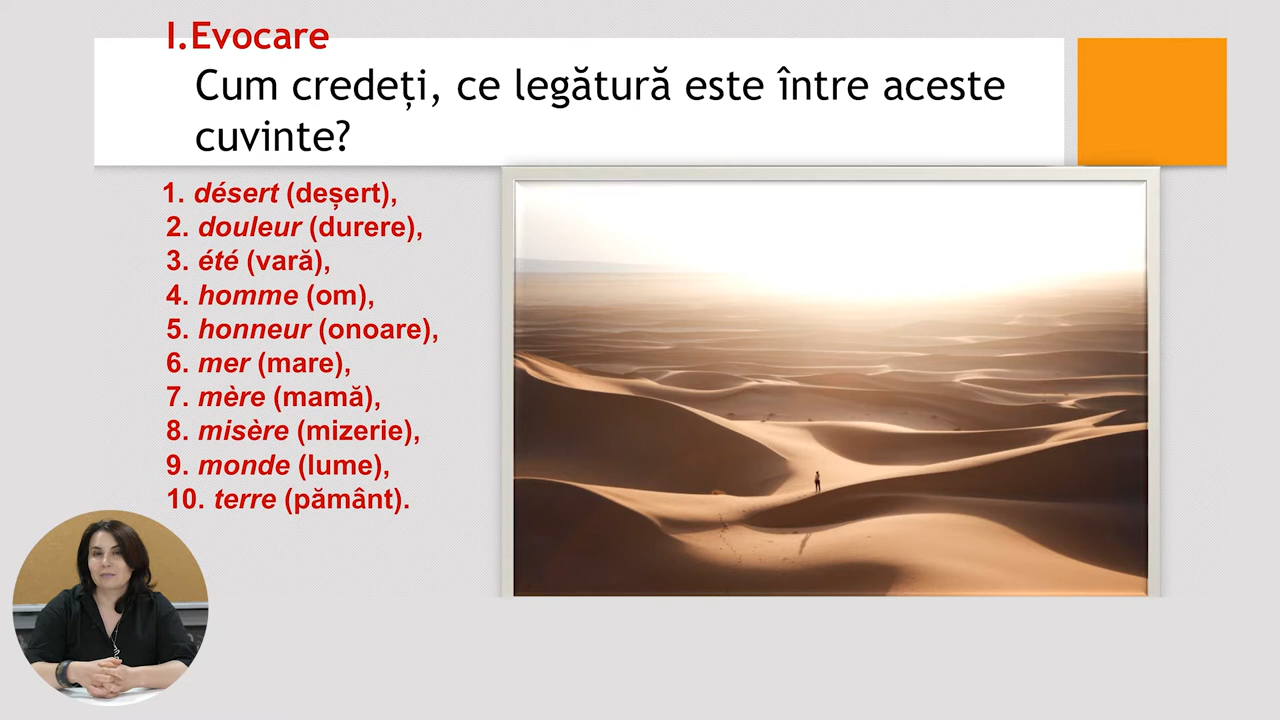 I.Evocare
Cum credeți, ce legătură este între aceste
cuvinte?
1. désert (deșert),
2. douleur (durere),
3. été (vară),
4. homme (om),
5. honneur (onoare),
6. mer (mare),
7. mère (mamă),
8. misère (mizerie),
9. monde (lume),
10. terre (pământ).